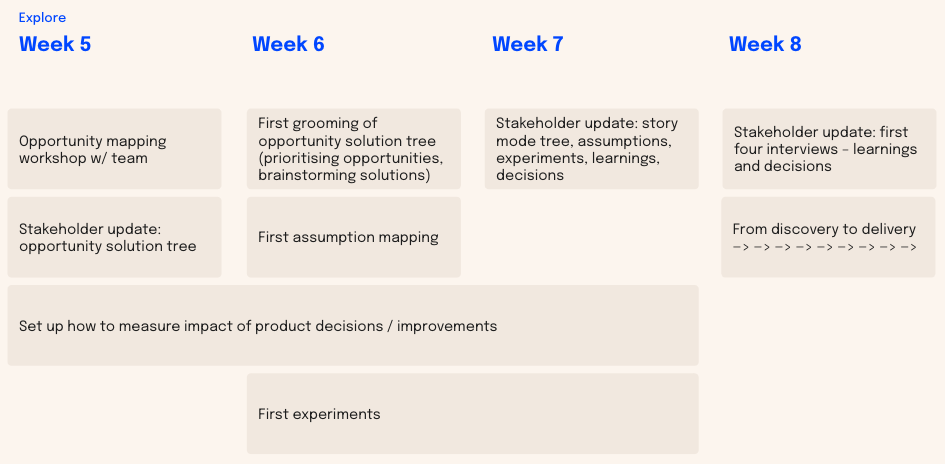 Explore
Week 5
Week 6
Week 7
Week 8
Opportunity mapping
workshop w/ team
First grooming of
opportunity solution tree
(prioritising opportunities,
brainstorming solutions)
Stakeholder update: story
mode tree, assumptions,
experiments, learnings,
decisions
Stakeholder update: first
four interviews – learnings
and decisions
Stakeholder update:
opportunity solution tree
First assumption mapping
From discovery to delivery
–> –> –> –> –> –> –> –> –>
Set up how to measure impact of product decisions / improvements
First experiments